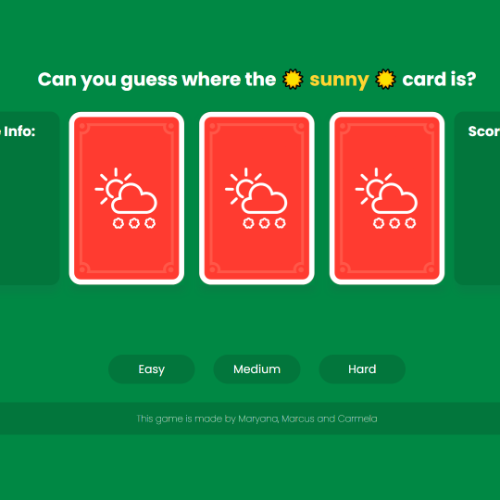 Can you guess where the sunny card is?
Info:
Scor
Easy
Medium
Hard
This game is made by Maryana, Marcus and Carmela